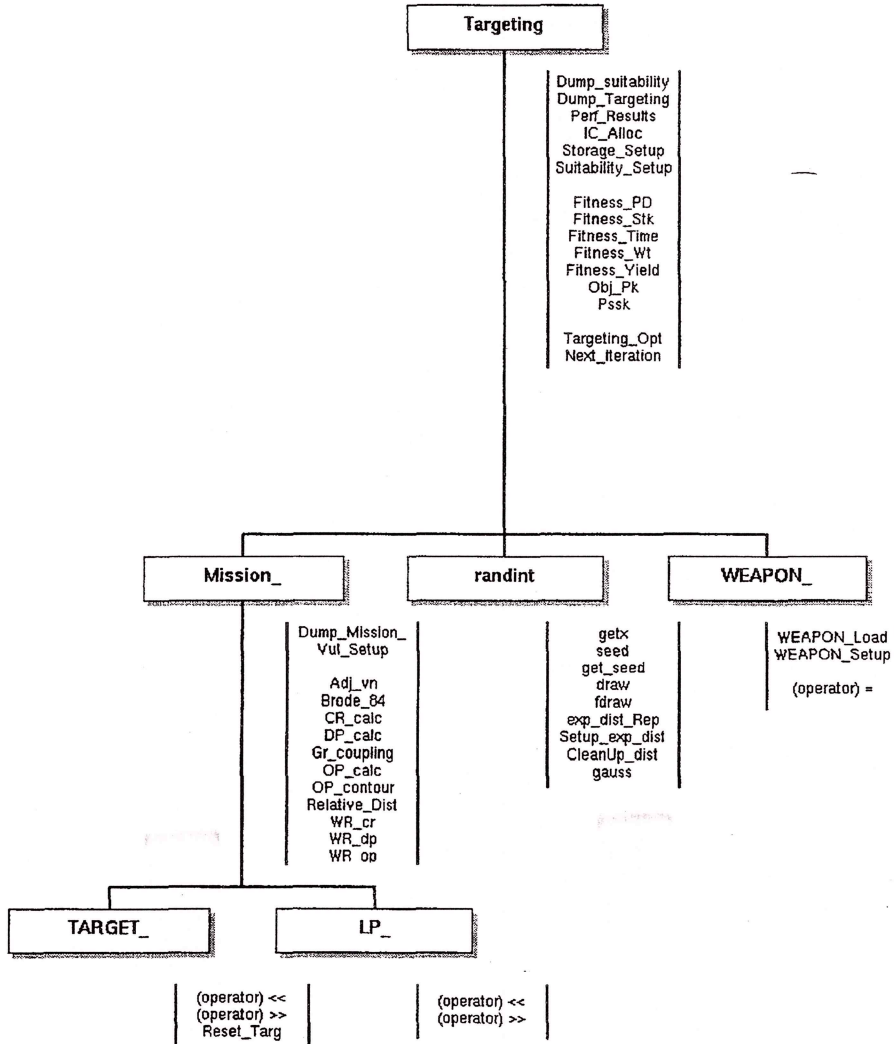 Targeting
Dump_suitability
Dump_Targeting
Perf_Results
IC_Alloc
Storage_Setup
Suitability_Setup
Fitness_PD
Fitness_Stk
Fitness_Time
Fitness_Wt
Fitness_Yield
Obj_Pk
Pssk
Targeting_Opt
Next_Iteration
Mission_
randint
WEAPON_
Dump_Mission_
Vul_Setup
Adj_vn
Brode_84
CR_calc
DP_calc
Gr_coupling
OP_calc
OP_contour
Relative_Dist
WR_cr
WR_dp
WR_op
getx
seed
get_seed
draw
fdraw
exp_dist_Rep
Setup_exp_dist
CleanUp_dist
gauss
WEAPON_Load
WEAPON_Setup
(operator) =
TARGET_
LP_
(operator) <<
(operator) >>
Reset_Targ
(operator) <<
(operator) >>